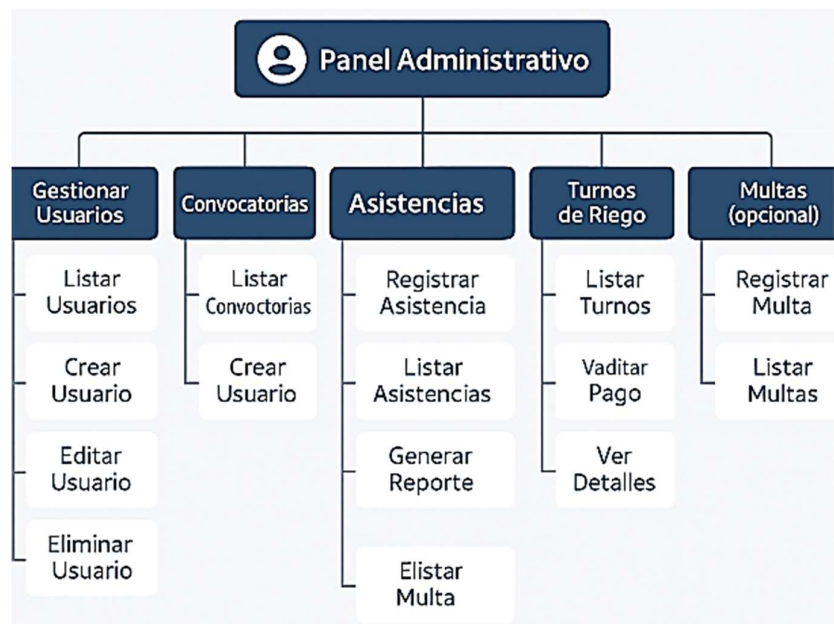 Panel Administrativo
Gestionar
Usuarios
Listar
Usuarios
Crear
Usuario
Editar
Usuario
Eliminar
Usuario
Convocatorias
Listar
Convoctorias
Crear
Usuario
Asistencias
Registrar
Asistencia
Listar
Asistencias
Generar
Reporte
Elistar
Multa
Turnos
de Riego
Listar
Turnos
Vaditar
Pago
Ver
Detalles
Multas
(opcional)
Registrar
Multa
Listar
Multas